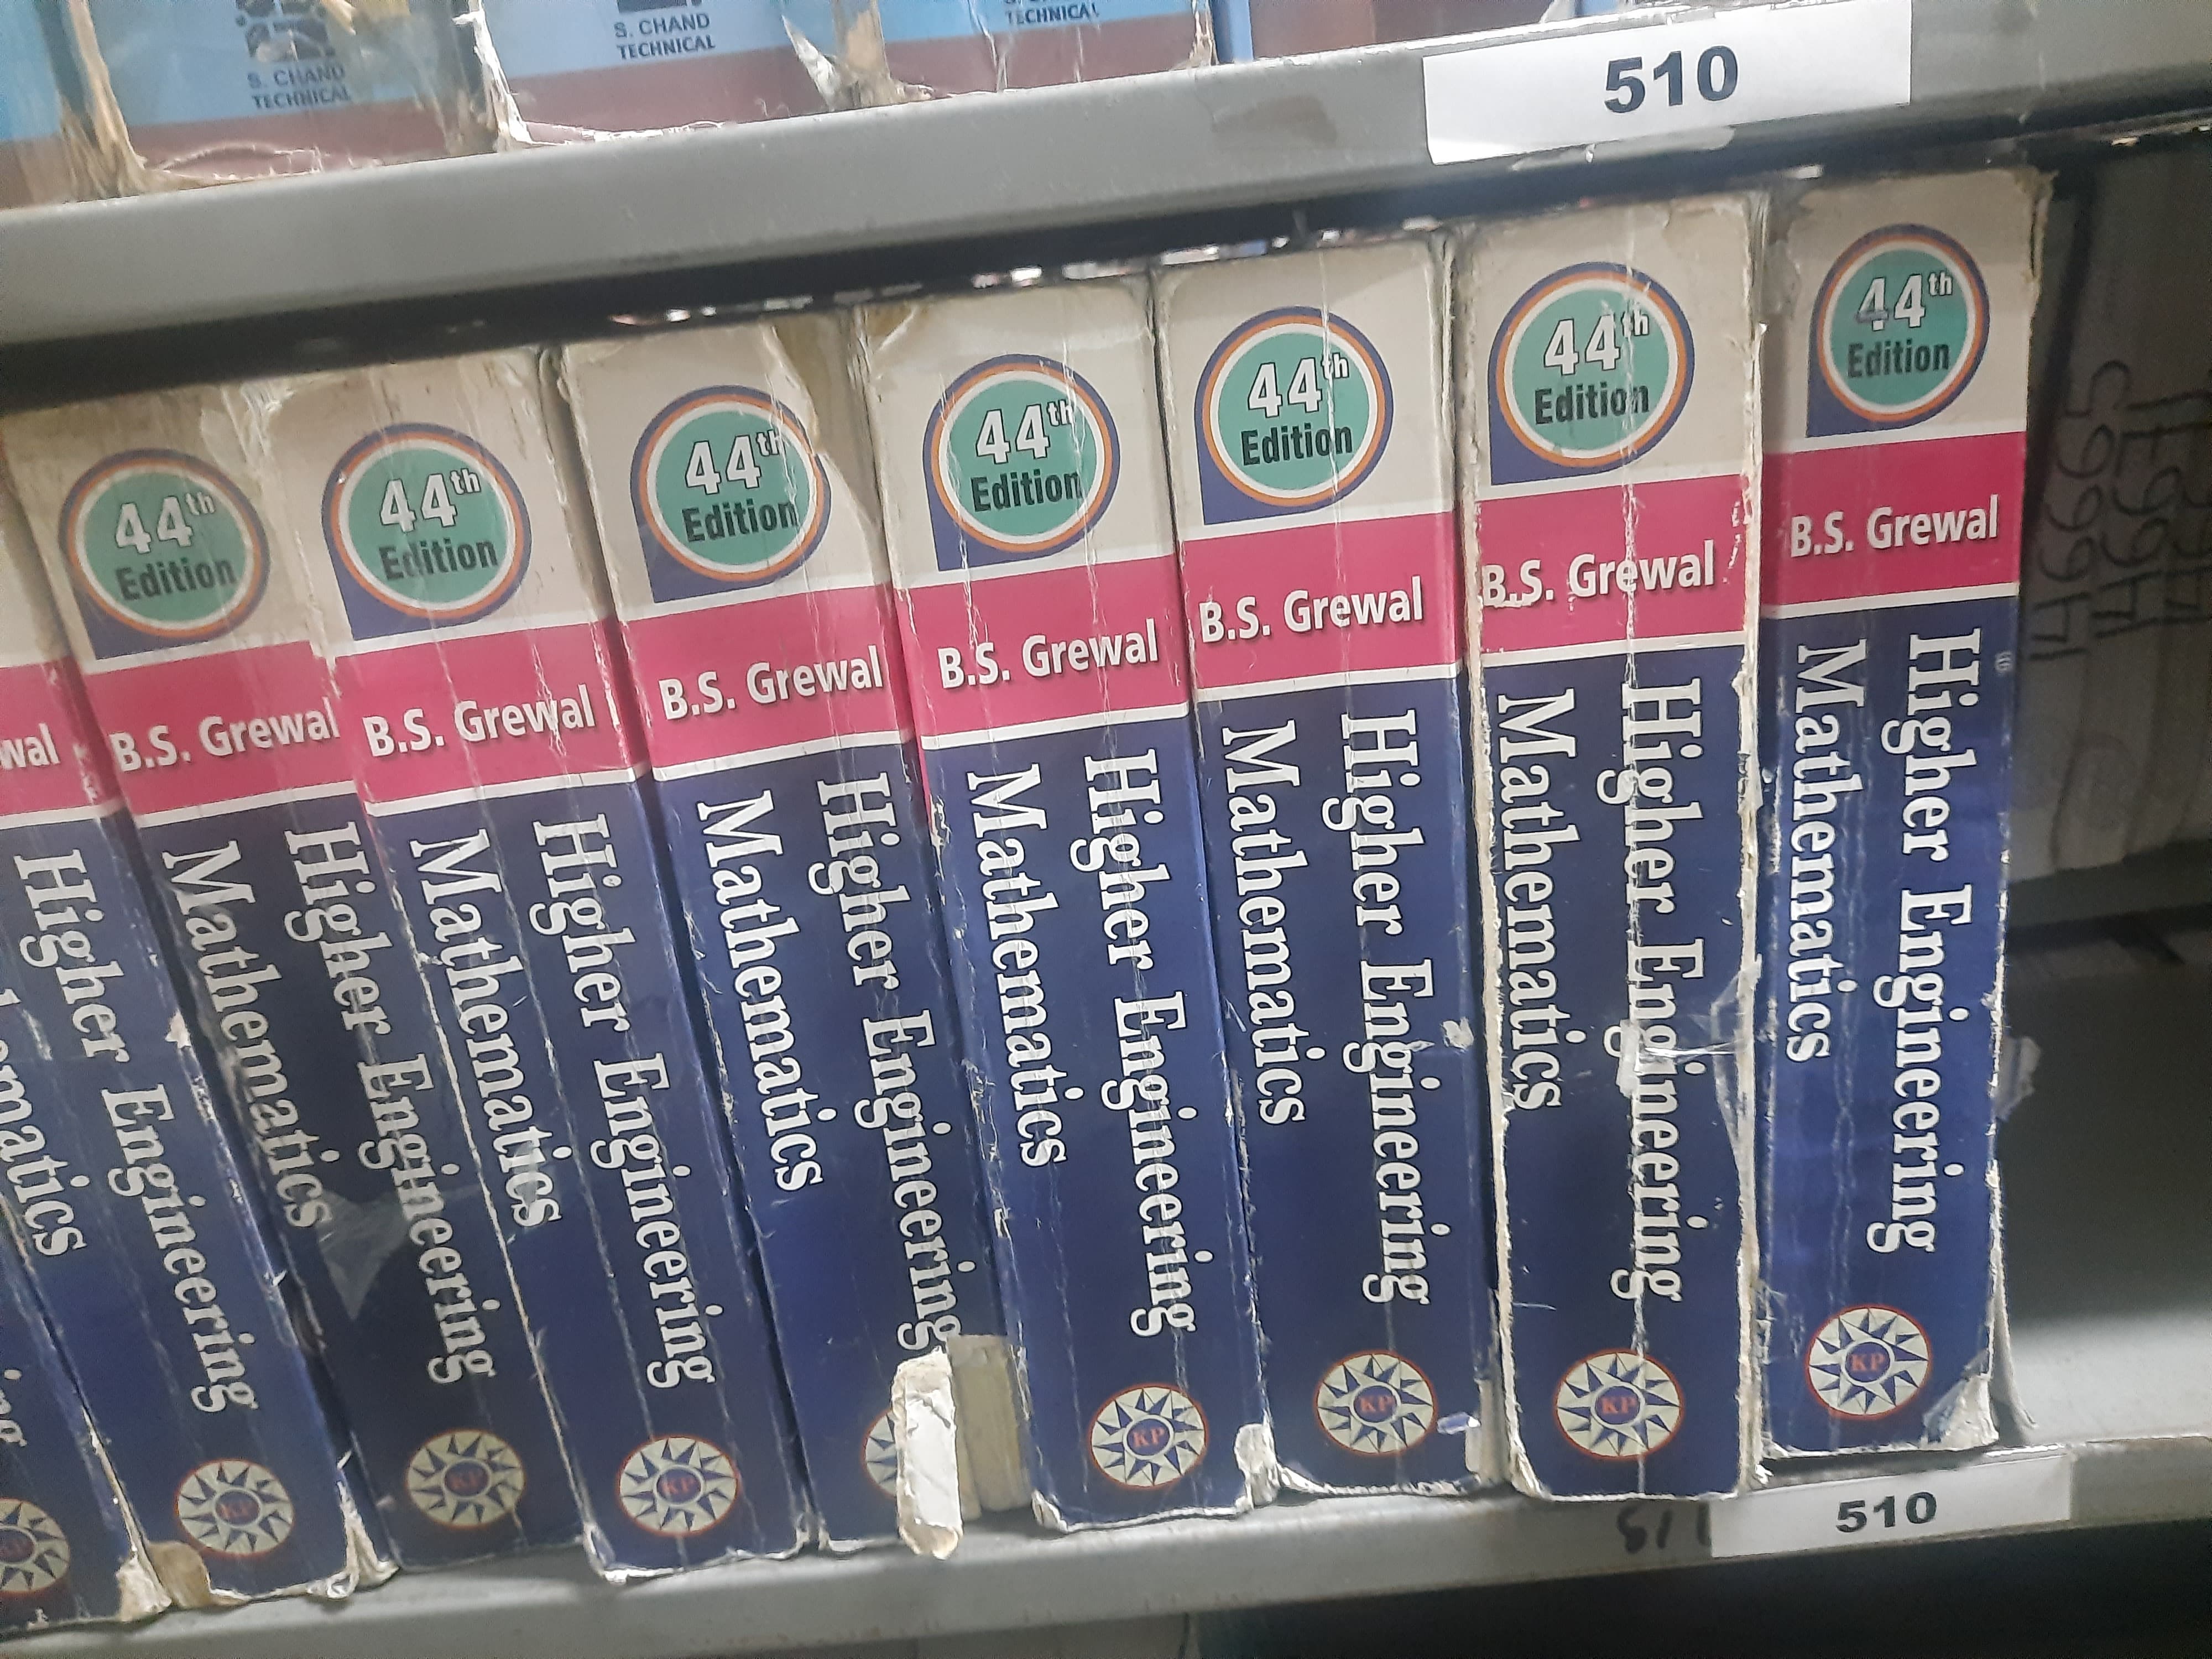 S. CHAND
TECHNICAL
S. CHAND
TECHNICAL
TECHNICAL
510
44th
Edition
44th
Edition
44th
Edition
44th
Edition
44th
Edition
44th
Edition
44th
Edition
wal
B.S. Grewal
B.S. Grewal
B.S. Grewal
B.S. Grewal
B.S. Grewal
B.S. Grewal
B.S. Grewal
Higher Engineering
Mathematics
Higher Engineering
Mathematics
Higher Engineering
Mathematics
Higher Engineering
Mathematics
Higher Engineering
Mathematics
Higher Engineering
Mathematics
Higher Engineering
Mathematics
Higher Engineering
ematics
KP
KP
KP
KP
KP
KP
KP
146665
510